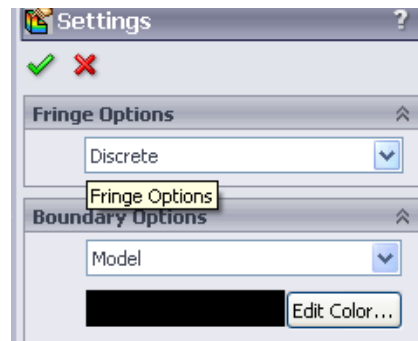 Settings ?
Fringe Options
Discrete
Fringe Options
Boundary Options
Model
Edit Color...